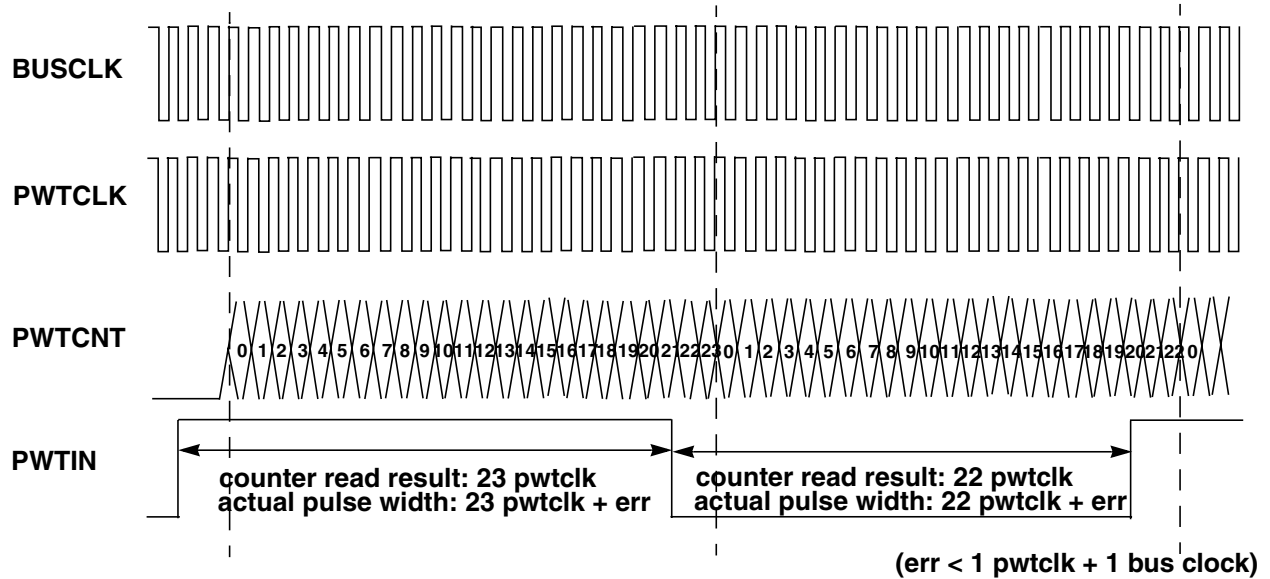 BUSCLK
PWTCLK
PWTCNT
0 1 2 3 4 5 6 7 8 9 10 11 12 13 14 15 16 17 18 19 20 21 22 23 0 1 2 3 4 5 6 7 8 9 10 11 12 13 14 15 16 17 18 19 20 21 22 0
PWTIN
counter read result: 23 pwtclk
actual pulse width: 23 pwtclk + err
counter read result: 22 pwtclk
actual pulse width: 22 pwtclk + err
(err < 1 pwtclk + 1 bus clock)